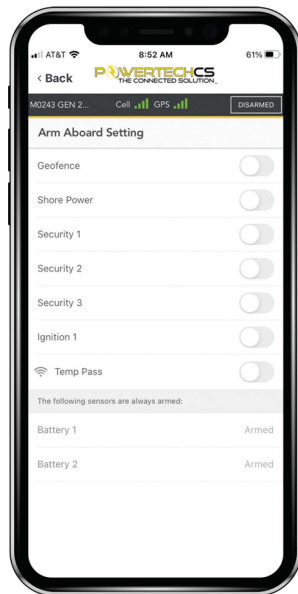 AT&T 8:52 AM 61%
< Back POWERTECHCS
THE CONNECTED SOLUTION
M0243 GEN 2... Cell GPS DISARMED
Arm Aboard Setting
Geofence
Shore Power
Security 1
Security 2
Security 3
Ignition 1
Temp Pass
The following sensors are always armed:
Battery 1 Armed
Battery 2 Armed